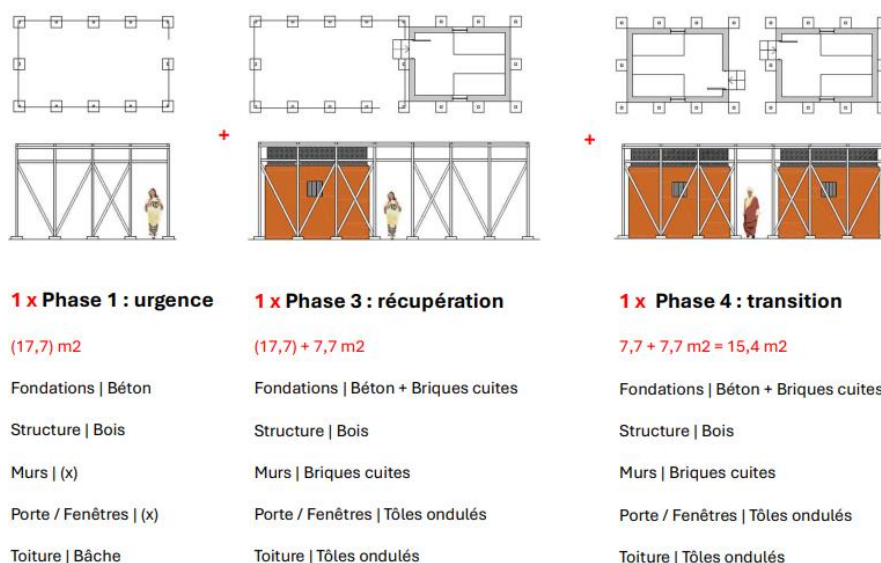 +
+
1 x Phase 1 : urgence
(17,7) m2
Fondations | Béton
Structure | Bois
Murs | (x)
Porte / Fenêtres | (x)
Toiture | Bâche
1 x Phase 3 : récupération
(17,7) + 7,7 m2
Fondations | Béton + Briques cuites
Structure | Bois
Murs | Briques cuites
Porte / Fenêtres | Tôles ondulés
Toiture | Tôles ondulés
1 x Phase 4 : transition
7,7 + 7,7 m2 = 15,4 m2
Fondations | Béton + Briques cuites
Structure | Bois
Murs | Briques cuites
Porte / Fenêtres | Tôles ondulés
Toiture | Tôles ondulés